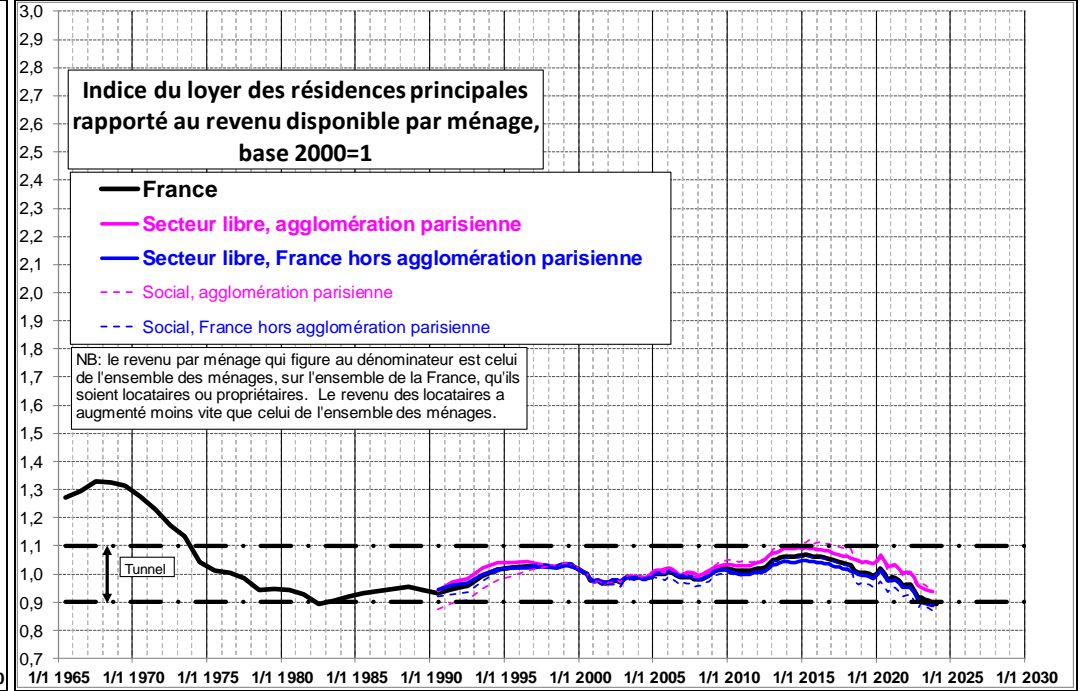 3,0
2,9
2,8
2,7
2,6
2,5
2,4
2,3
2,2
2,1
2,0
1,9
1,8
1,7
1,6
1,5
1,4
1,3
1,2
1,1
1,0
0,9
0,8
0,7
Indice du loyer des résidences principales
rapporté au revenu disponible par ménage,
base 2000=1
France
Secteur libre, agglomération parisienne
Secteur libre, France hors agglomération parisienne
Social, agglomération parisienne
Social, France hors agglomération parisienne
NB: le revenu par ménage qui figure au dénominateur est celui
de l'ensemble des ménages, sur l'ensemble de la France, qu'ils
soient locataires ou propriétaires. Le revenu des locataires a
augmenté moins vite que celui de l'ensemble des ménages.
Tunnel
1/1 1965 1/1 1970 1/1 1975 1/1 1980 1/1 1985 1/1 1990 1/1 1995 1/1 2000 1/1 2005 1/1 2010 1/1 2015 1/1 2020 1/1 2025 1/1 2030